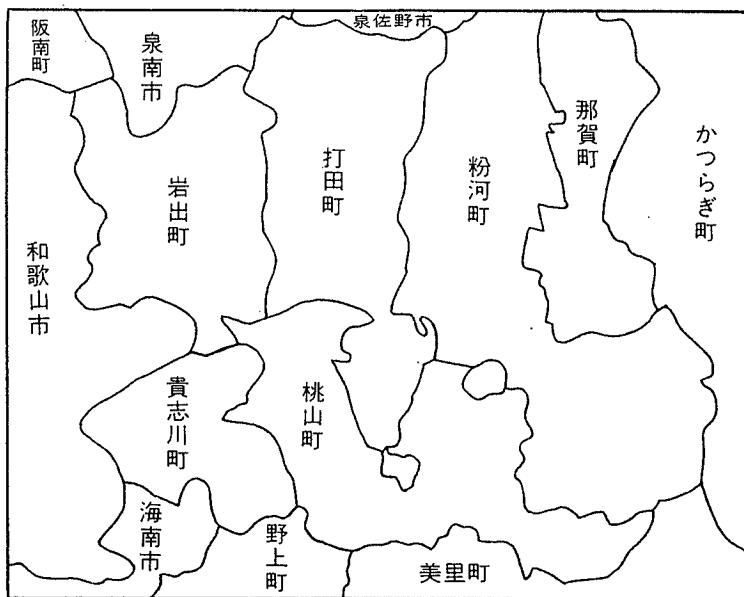 阪南町
泉南市
泉佐野市
那賀町
かつらぎ町
打田町
粉河町
岩出町
和歌山市
貴志川町
桃山町
海南市
野上町
美里町